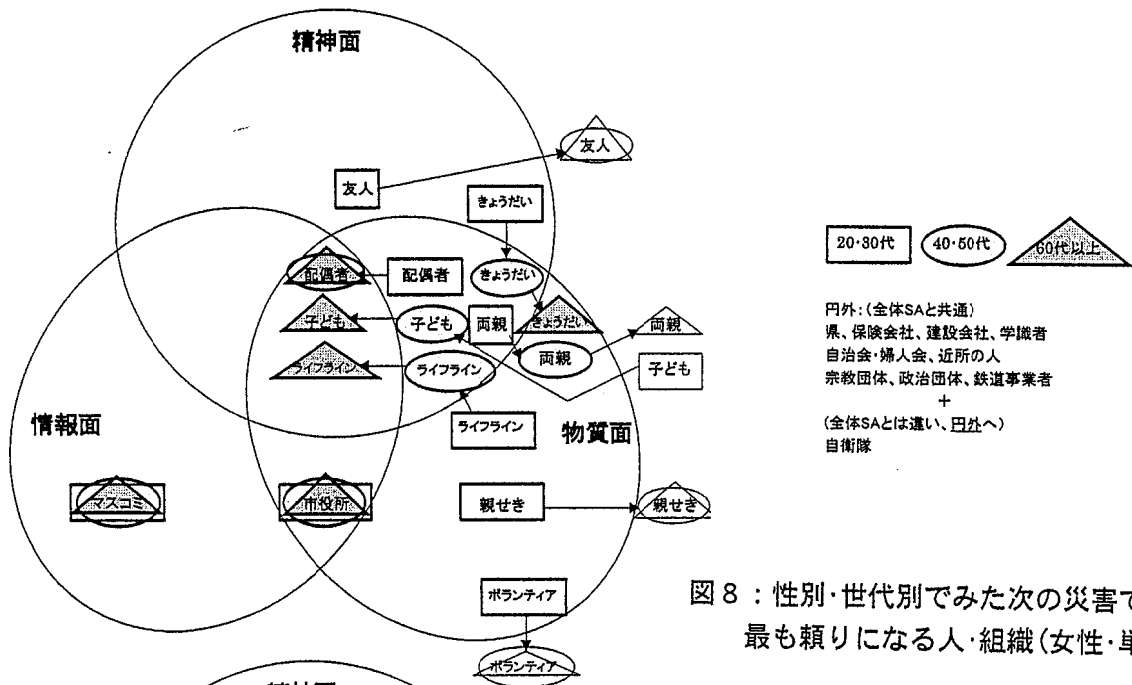 精神面
友人
友人
きょうだい
配偶者
配偶者
きょうだい
子ども
子ども
両親
きょうだい
両親
両親
ライフライン
ライフライン
子ども
ライフライン
情報面
物質面
マスコミ
市役所
親せき
親せき
ボランティア
ボランティア
20・30代
40・50代
60代以上
円外：(全体SAと共通)
県、保険会社、建設会社、学識者
自治会・婦人会、近所の人
宗教団体、政治団体、鉄道事業者
+
(全体SAとは違い、円外へ)
自衛隊
図８：性別・世代別でみた次の災害で
最も頼りになる人・組織(女性・単